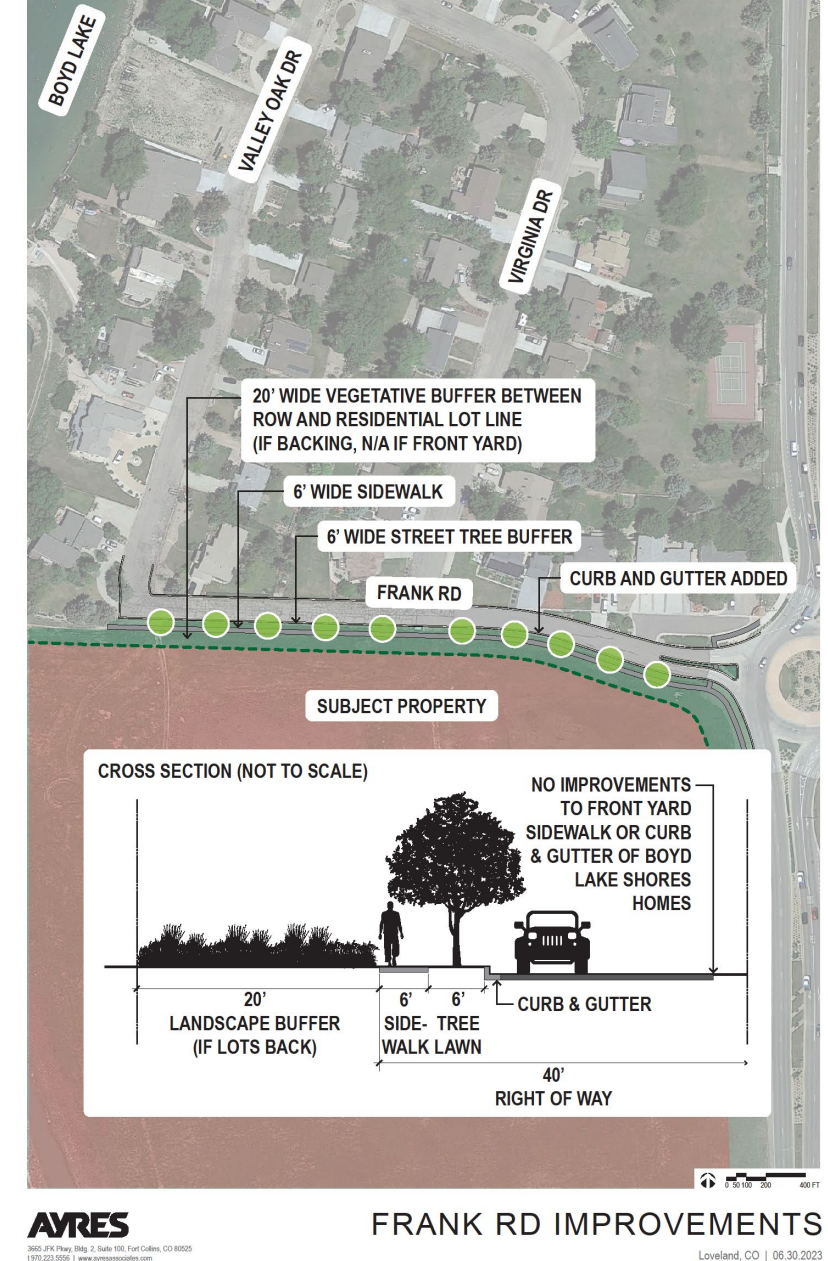 BOYD LAKE
VALLEY OAK DR
VIRGINIA DR
20' WIDE VEGETATIVE BUFFER BETWEEN
ROW AND RESIDENTIAL LOT LINE
(IF BACKING, N/A IF FRONT YARD)
6' WIDE SIDEWALK
6' WIDE STREET TREE BUFFER
FRANK RD
CURB AND GUTTER ADDED
SUBJECT PROPERTY
CROSS SECTION (NOT TO SCALE)
NO IMPROVEMENTS
TO FRONT YARD
SIDEWALK OR CURB
& GUTTER OF BOYD
LAKE SHORES
HOMES
20'
LANDSCAPE BUFFER
(IF LOTS BACK)
6'
SIDE-
WALK
6'
TREE
LAWN
CURB & GUTTER
40'
RIGHT OF WAY
0 50 100 200 400 FT
AYRES
3665 JFK Pkwy, Bldg. 2, Suite 100, Fort Collins, CO 80525
t 970.223.5556 | www.ayresassociates.com
FRANK RD IMPROVEMENTS
Loveland, CO | 06.30.2023